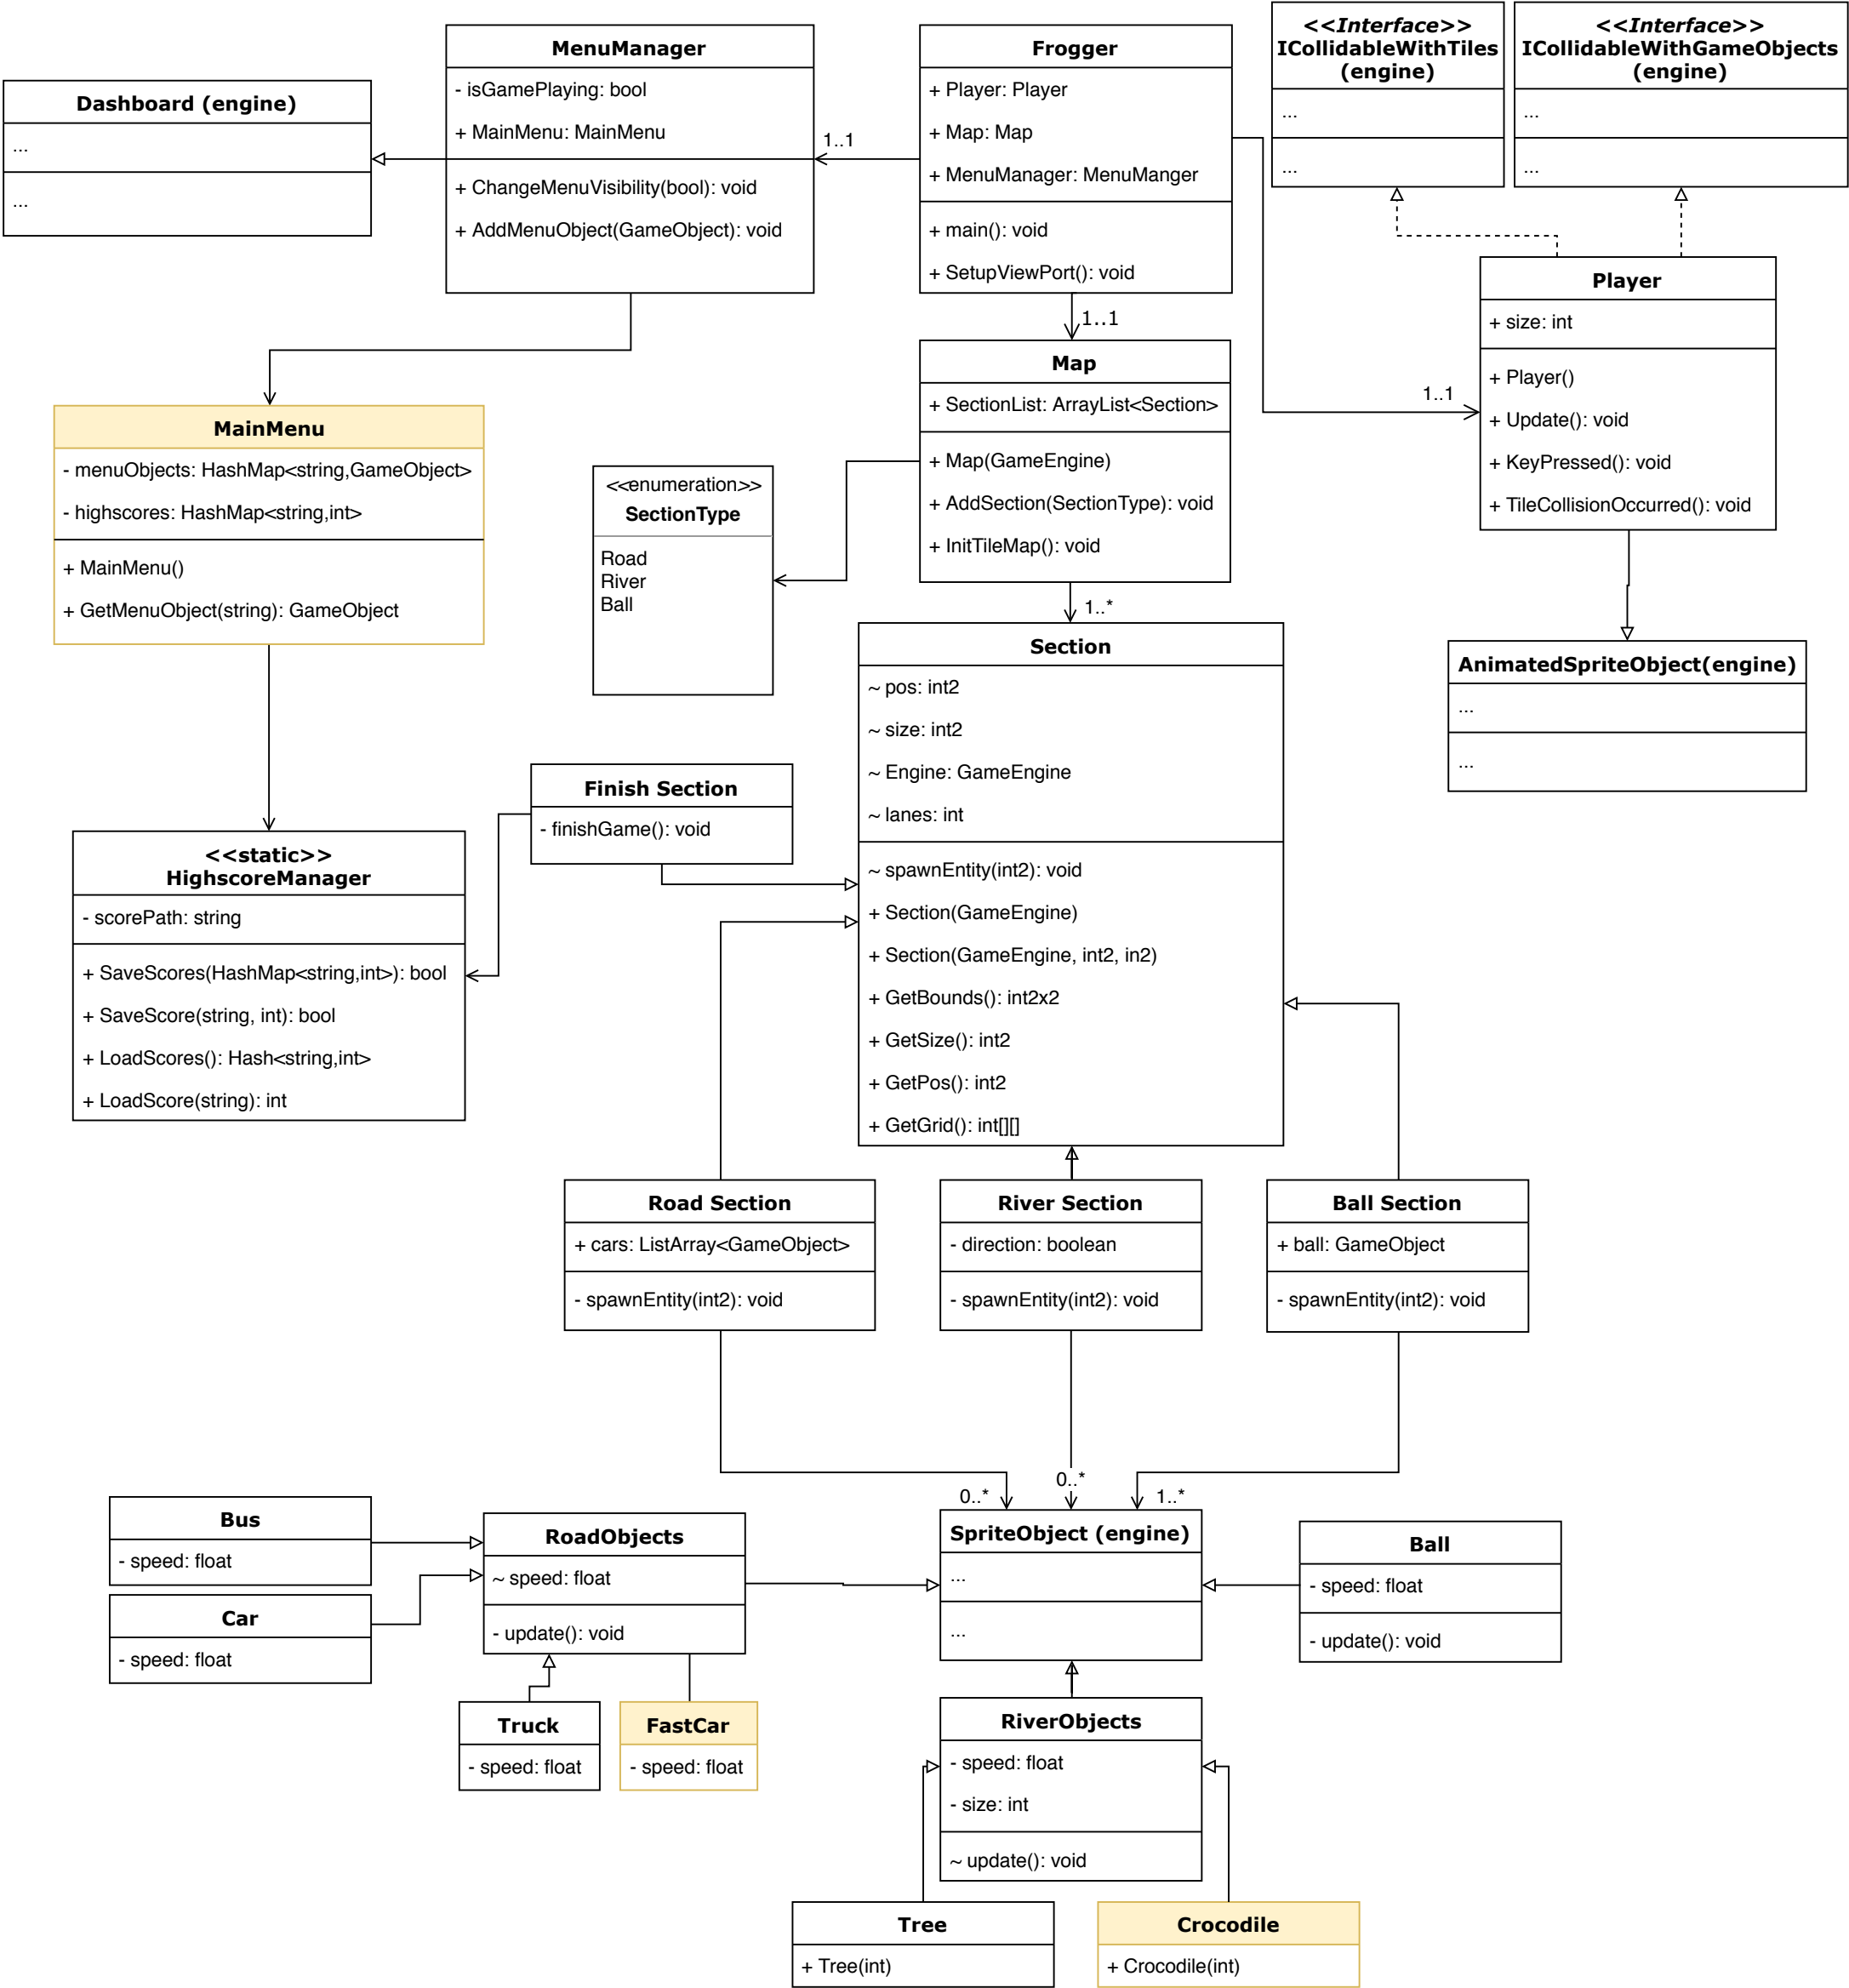 MenuManager
- isGamePlaying: bool
+ MainMenu: MainMenu
+ ChangeMenuVisibility(bool): void
+ AddMenuObject(GameObject): void
Frogger
+ Player: Player
+ Map: Map
+ MenuManager: MenuManger
+ main(): void
+ SetupViewPort(): void
<<Interface>>
ICollidableWithTiles
(engine)
...
...
<<Interface>>
ICollidableWithGameObjects
(engine)
...
...
Dashboard (engine)
...
...
1..1
1..1
1..1
Player
+ size: int
+ Player()
+ Update(): void
+ KeyPressed(): void
+ TileCollisionOccurred(): void
Map
+ SectionList: ArrayList<Section>
+ Map(GameEngine)
+ AddSection(SectionType): void
+ InitTileMap(): void
MainMenu
- menuObjects: HashMap<string,GameObject>
- highscores: HashMap<string,int>
+ MainMenu()
+ GetMenuObject(string): GameObject
<<enumeration>>
SectionType
Road
River
Ball
1..*
Section
~ pos: int2
~ size: int2
~ Engine: GameEngine
~ lanes: int
~ spawnEntity(int2): void
+ Section(GameEngine)
+ Section(GameEngine, int2, in2)
+ GetBounds(): int2x2
+ GetSize(): int2
+ GetPos(): int2
+ GetGrid(): int[][]
AnimatedSpriteObject(engine)
...
...
Finish Section
- finishGame(): void
<<static>>
HighscoreManager
- scorePath: string
+ SaveScores(HashMap<string,int>): bool
+ SaveScore(string, int): bool
+ LoadScores(): Hash<string,int>
+ LoadScore(string): int
Road Section
+ cars: ListArray<GameObject>
- spawnEntity(int2): void
River Section
- direction: boolean
- spawnEntity(int2): void
Ball Section
+ ball: GameObject
- spawnEntity(int2): void
0..*
0..*
1..*
Bus
- speed: float
Car
- speed: float
RoadObjects
~ speed: float
- update(): void
SpriteObject (engine)
...
...
Ball
- speed: float
- update(): void
Truck
- speed: float
FastCar
- speed: float
RiverObjects
- speed: float
- size: int
~ update(): void
Tree
+ Tree(int)
Crocodile
+ Crocodile(int)